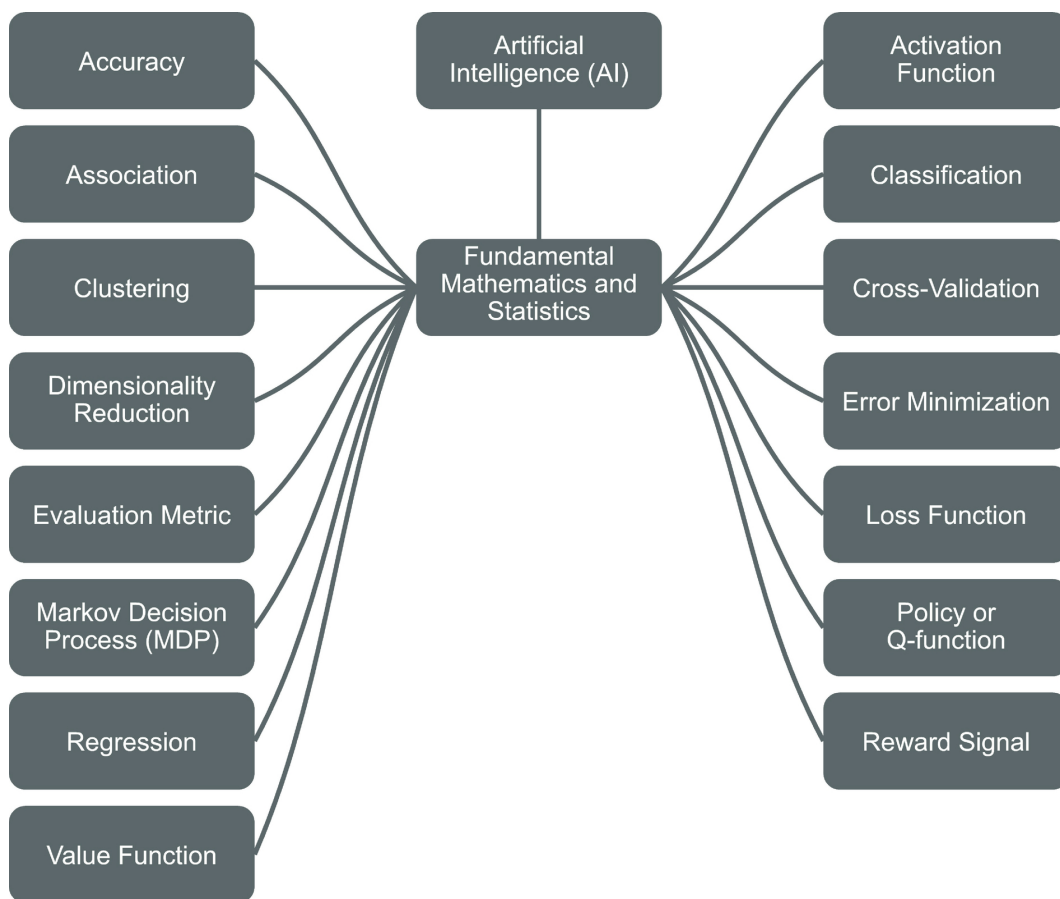 Accuracy
Association
Clustering
Dimensionality
Reduction
Evaluation Metric
Markov Decision
Process (MDP)
Regression
Value Function
Artificial
Intelligence (AI)
Fundamental
Mathematics and
Statistics
Activation
Function
Classification
Cross-Validation
Error Minimization
Loss Function
Policy or
Q-function
Reward Signal